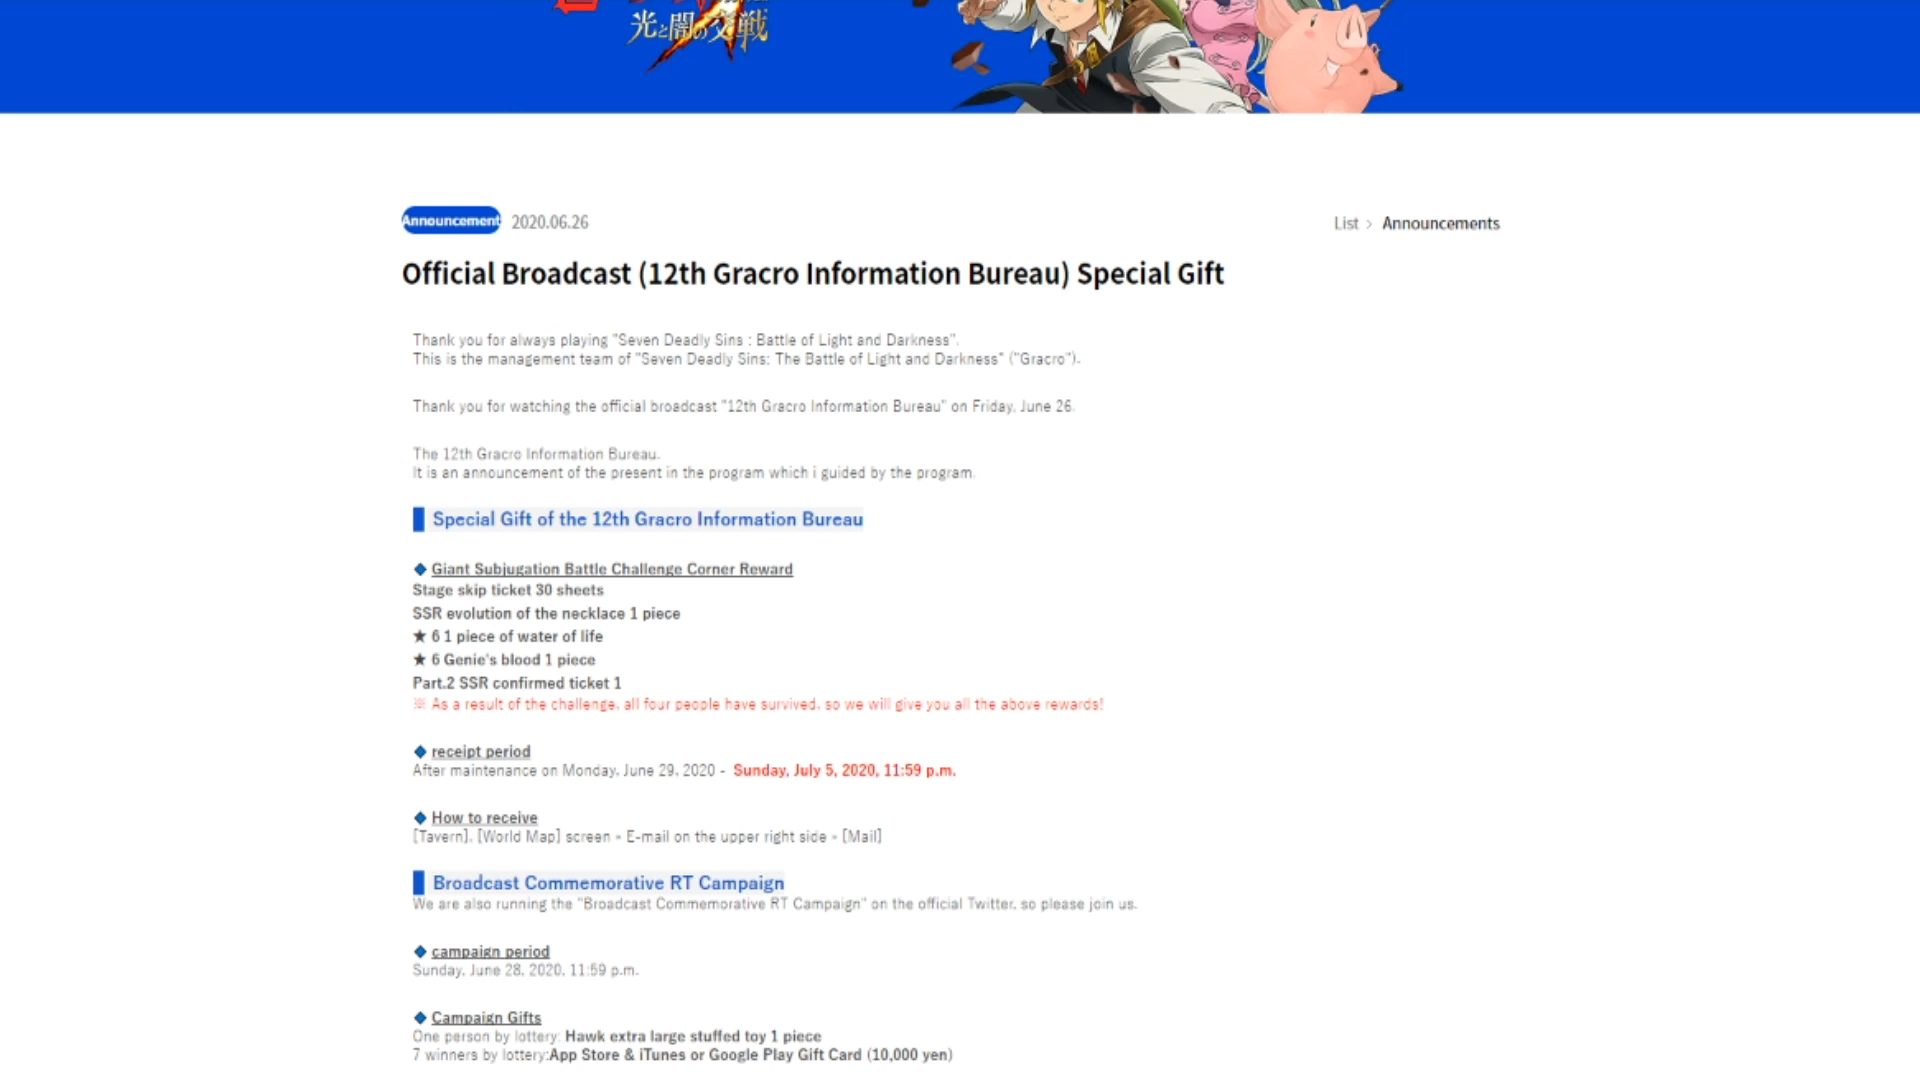 光と闇の交戦
Announcement 2020.06.26 List > Announcements
Official Broadcast (12th Gracro Information Bureau) Special Gift
Thank you for always playing "Seven Deadly Sins : Battle of Light and Darkness".
This is the management team of "Seven Deadly Sins: The Battle of Light and Darkness" ("Gracro").
Thank you for watching the official broadcast "12th Gracro Information Bureau" on Friday, June 26.
The 12th Gracro Information Bureau.
It is an announcement of the present in the program which i guided by the program.
Special Gift of the 12th Gracro Information Bureau
◆ Giant Subjugation Battle Challenge Corner Reward
Stage skip ticket 30 sheets
SSR evolution of the necklace 1 piece
★ 6 1 piece of water of life
★ 6 Genie's blood 1 piece
Part.2 SSR confirmed ticket 1
※ As a result of the challenge, all four people have survived, so we will give you all the above rewards!
◆ receipt period
After maintenance on Monday, June 29, 2020 - Sunday, July 5, 2020, 11:59 p.m.
◆ How to receive
[Tavern], [World Map] screen - E-mail on the upper right side - [Mail]
Broadcast Commemorative RT Campaign
We are also running the "Broadcast Commemorative RT Campaign" on the official Twitter, so please join us.
◆ campaign period
Sunday, June 28, 2020, 11:59 p.m.
◆ Campaign Gifts
One person by lottery: Hawk extra large stuffed toy 1 piece
7 winners by lottery:App Store & iTunes or Google Play Gift Card (10,000 yen)